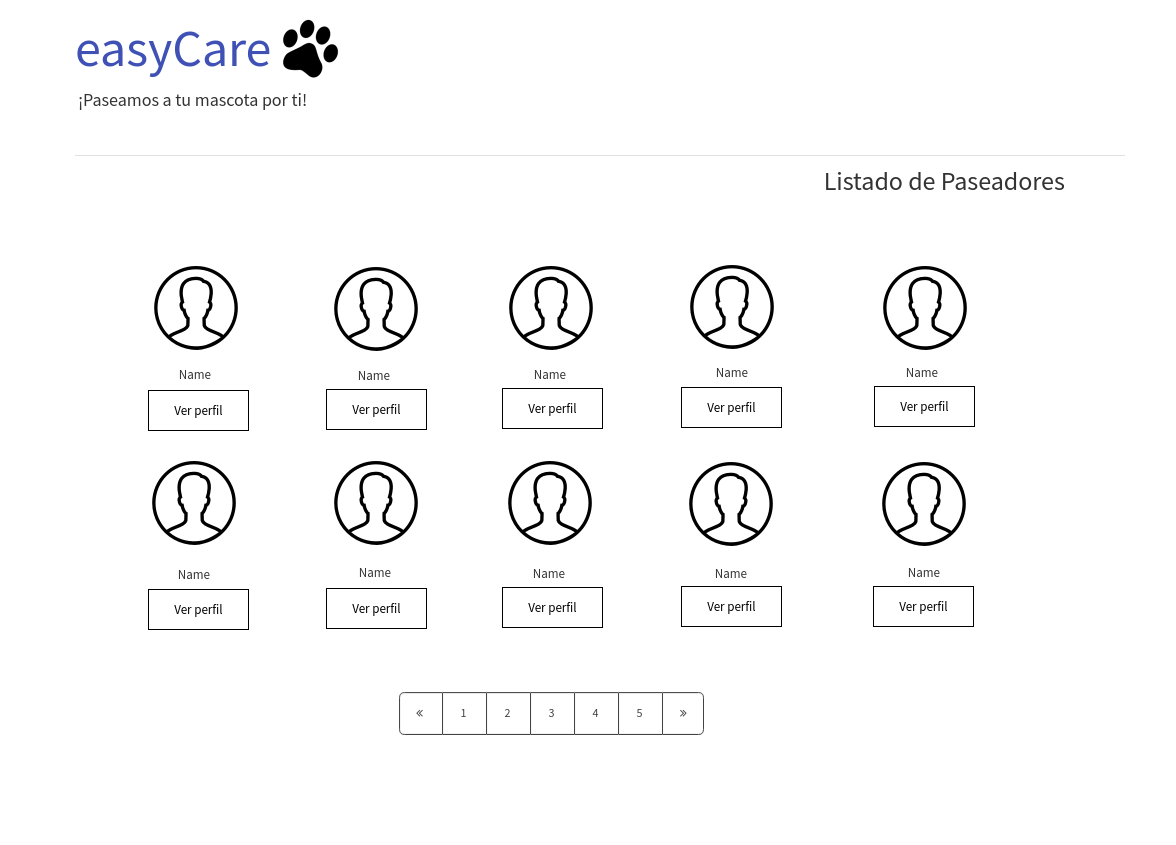 easyCare
¡Paseamos a tu mascota por ti!
Listado de Paseadores
Name Name Name Name Name
Ver perfil Ver perfil Ver perfil Ver perfil Ver perfil
Name Name Name Name Name
Ver perfil Ver perfil Ver perfil Ver perfil Ver perfil
« 1 2 3 4 5 »